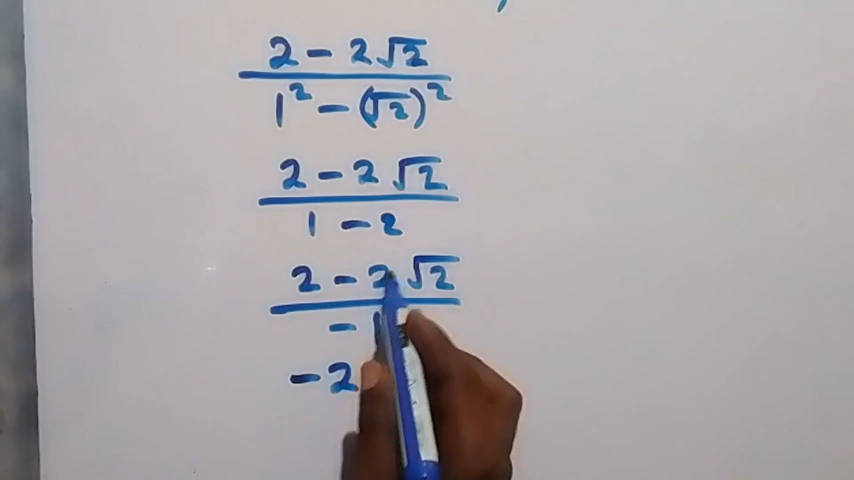 2 - 2√2
1² - (√2)²
2 - 2√2
1 - 2
2 - 2√2
- 1
- 2